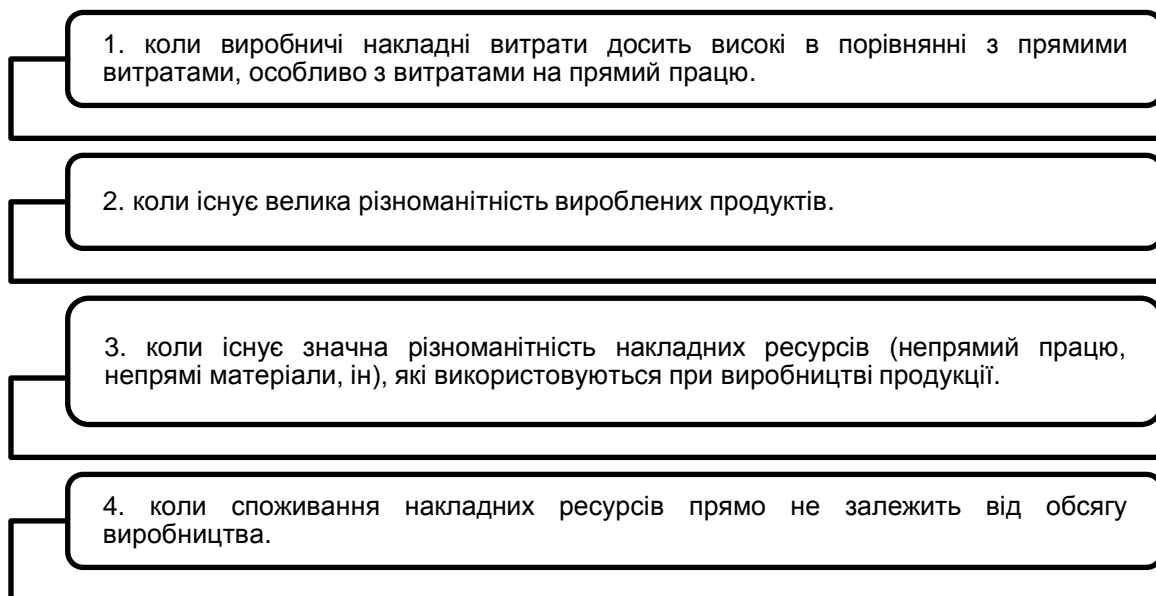 1. коли виробничі накладні витрати досить високі в порівнянні з прямими
витратами, особливо з витратами на прямий працю.
2. коли існує велика різноманітність вироблених продуктів.
3. коли існує значна різноманітність накладних ресурсів (непрямий працю,
непрямі матеріали, ін), які використовуються при виробництві продукції.
4. коли споживання накладних ресурсів прямо не залежить від обсягу
виробництва.